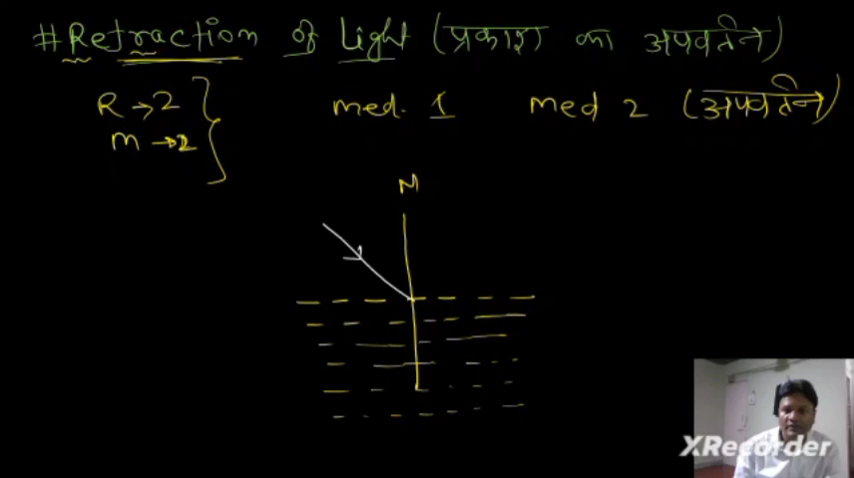 # Refraction of Light (प्रकाश का अपवर्तन)
R → 2 med. 1 med 2 (अपवर्तन)
m → 2
N
XRecorder